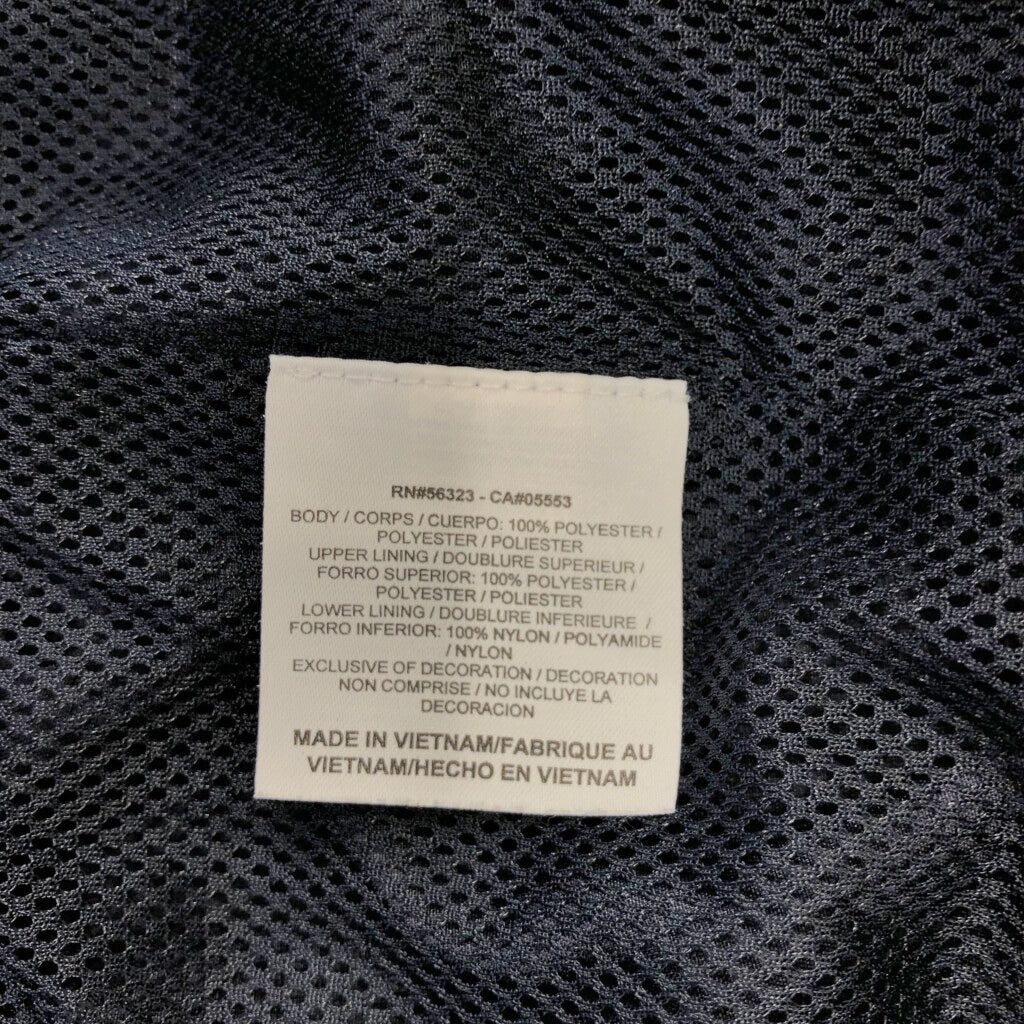 RN#56323 - CA#05553
BODY / CORPS / CUERPO: 100% POLYESTER /
POLYESTER / POLIESTER
UPPER LINING / DOUBLURE SUPERIEUR /
FORRO SUPERIOR: 100% POLYESTER /
POLYESTER / POLIESTER
LOWER LINING / DOUBLURE INFERIEURE /
FORRO INFERIOR: 100% NYLON / POLYAMIDE
/ NYLON
EXCLUSIVE OF DECORATION / DECORATION
NON COMPRISE / NO INCLUYE LA
DECORACION
MADE IN VIETNAM/FABRIQUE AU
VIETNAM/HECHO EN VIETNAM